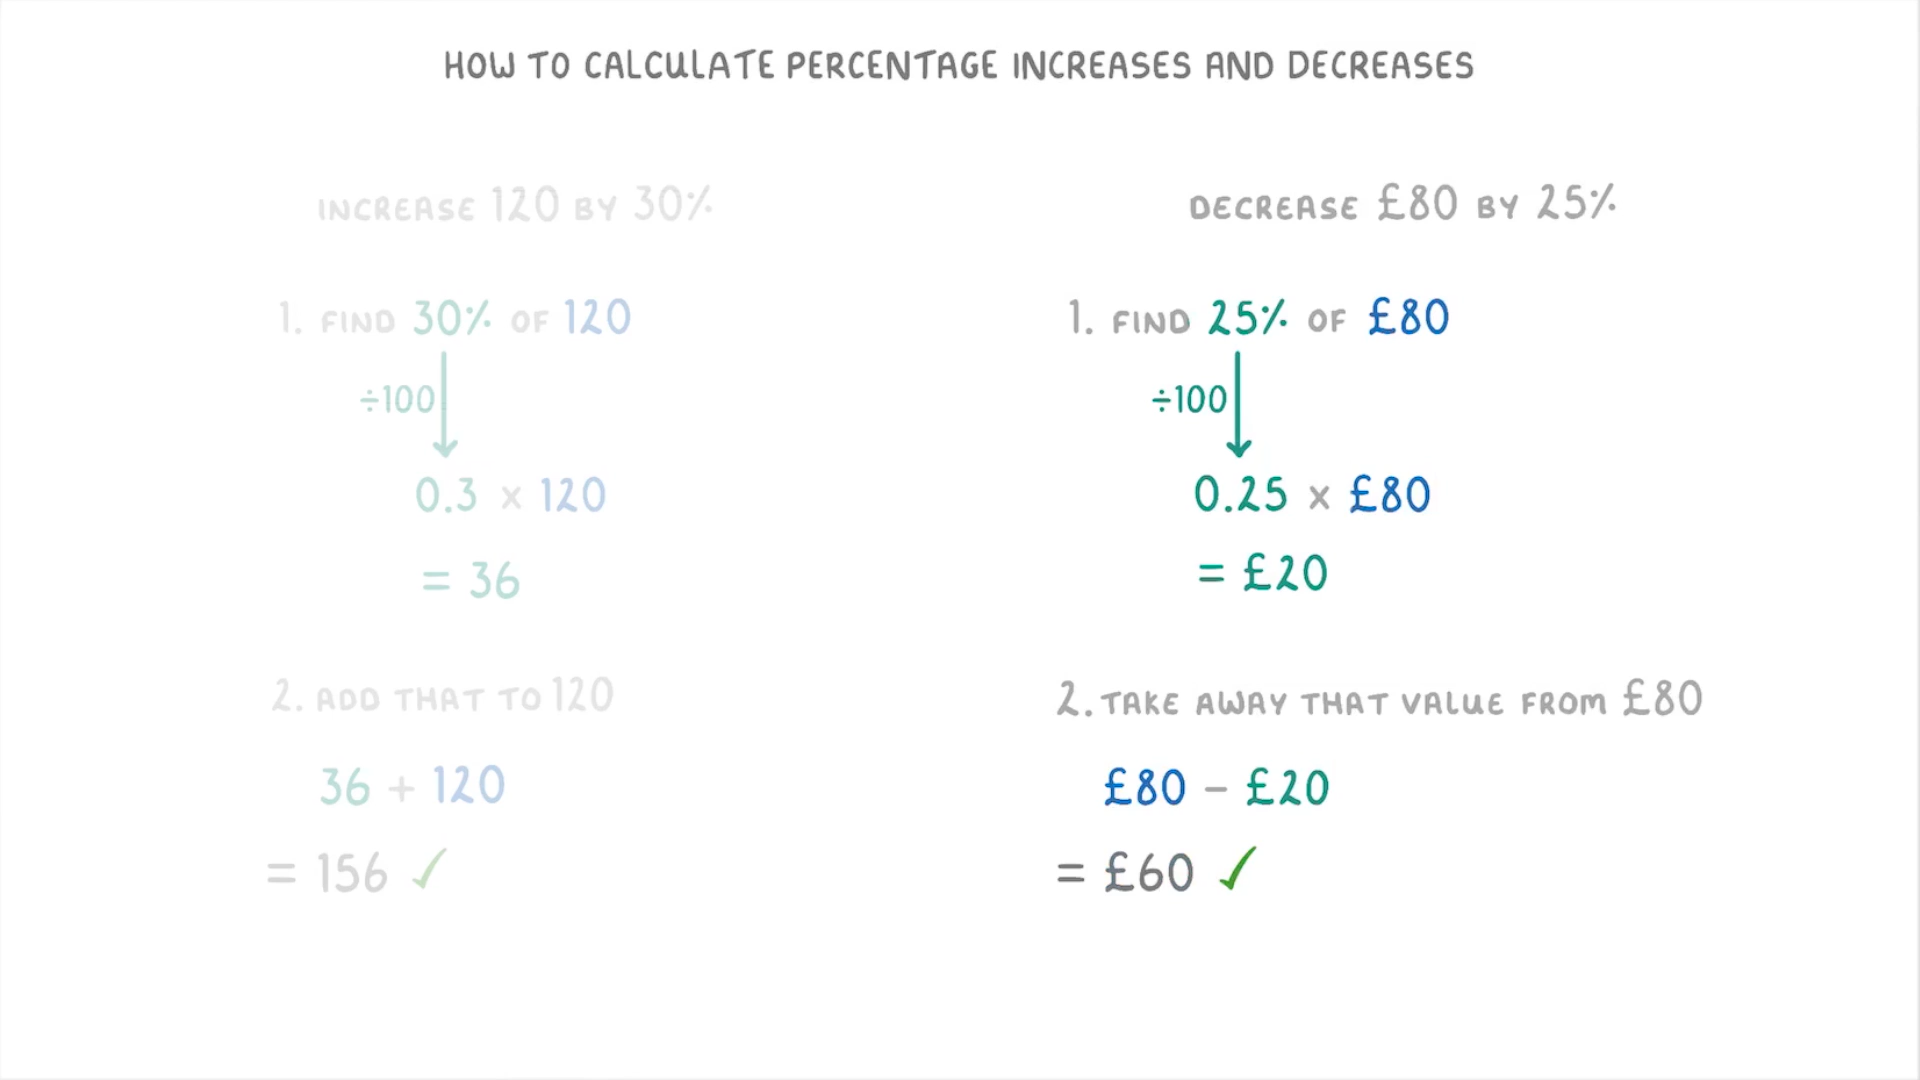 HOW TO CALCULATE PERCENTAGE INCREASES AND DECREASES
INCREASE 120 BY 30%
1. FIND 30% OF 120
÷100
0.3 × 120
= 36
2. ADD THAT TO 120
36 + 120
= 156 ✓
DECREASE £80 BY 25%
1. FIND 25% OF £80
÷100
0.25 × £80
= £20
2. TAKE AWAY THAT VALUE FROM £80
£80 − £20
= £60 ✓